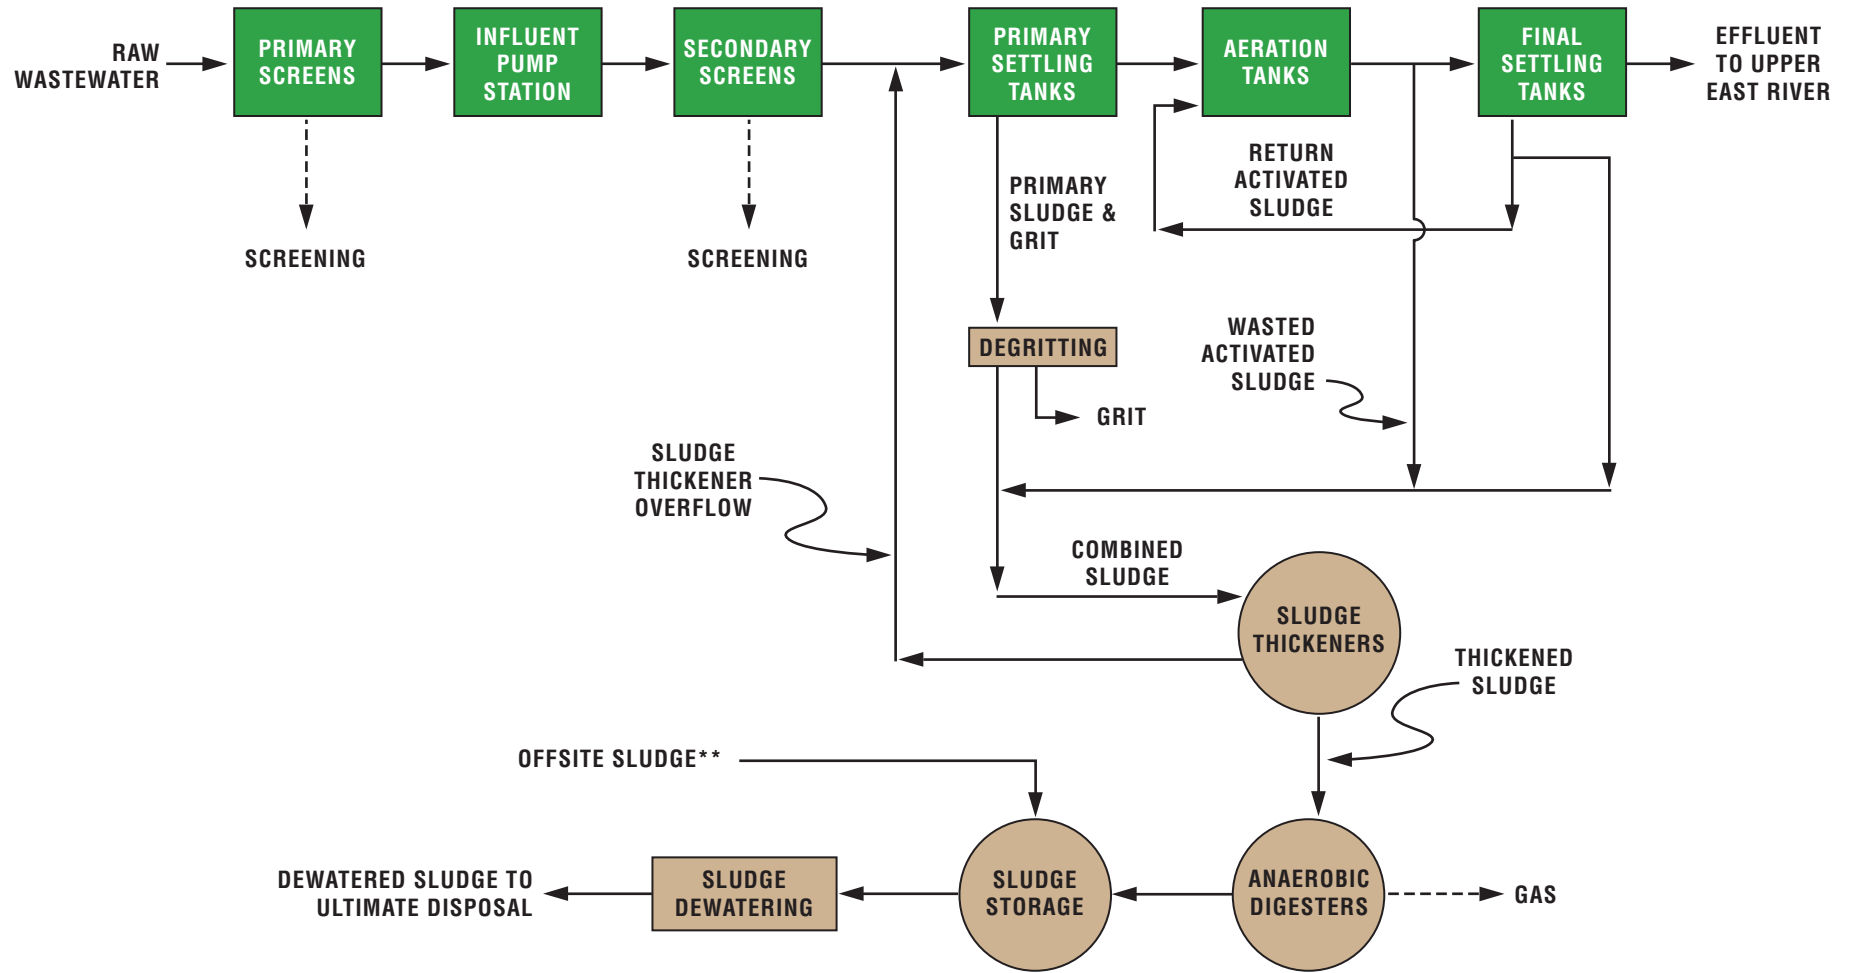 RAW
WASTEWATER
PRIMARY
SCREENS
INFLUENT
PUMP
STATION
SECONDARY
SCREENS
PRIMARY
SETTLING
TANKS
AERATION
TANKS
FINAL
SETTLING
TANKS
EFFLUENT
TO UPPER
EAST RIVER
SCREENING
SCREENING
PRIMARY
SLUDGE &
GRIT
RETURN
ACTIVATED
SLUDGE
DEGRITTING
GRIT
WASTED
ACTIVATED
SLUDGE
SLUDGE
THICKENER
OVERFLOW
COMBINED
SLUDGE
SLUDGE
THICKENERS
THICKENED
SLUDGE
OFFSITE SLUDGE**
DEWATERED SLUDGE TO
ULTIMATE DISPOSAL
SLUDGE
DEWATERING
SLUDGE
STORAGE
ANAEROBIC
DIGESTERS
GAS